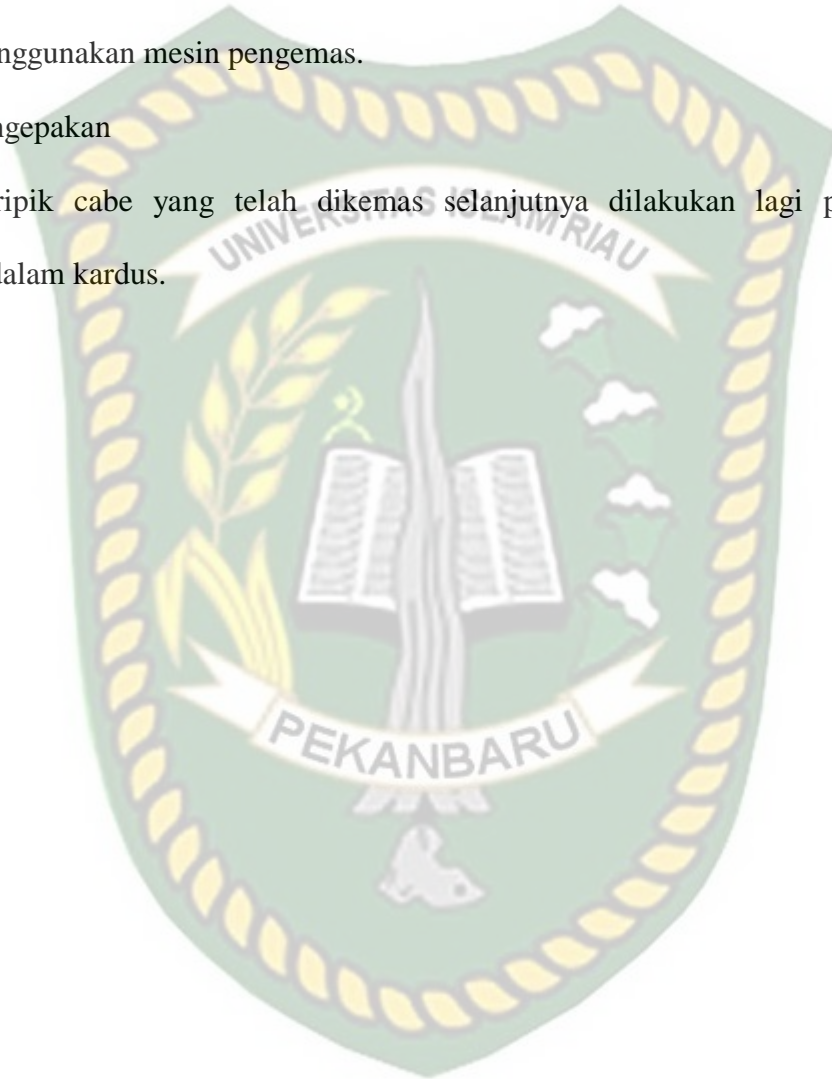 nggunakan mesin pengemas.
ngepakan
ripik cabe yang telah dikemas selanjutnya dilakukan lagi p
dalam kardus.
UNIVERSITAS ISLAM RIAU
PEKANBARU